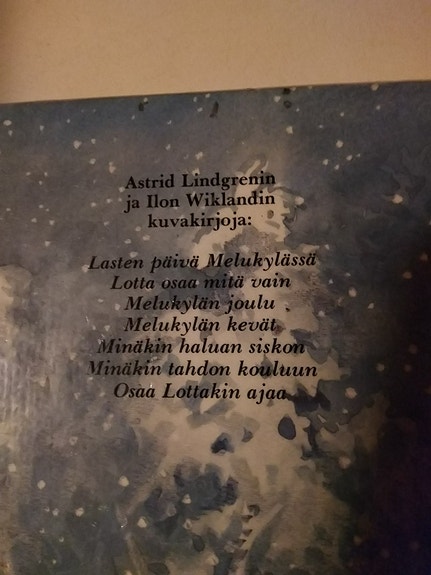 Astrid Lindgrenin
ja Ilon Wiklandin
kuvakirjoja:
Lasten päivä Melukylässä
Lotta osaa mitä vain
Melukylän joulu
Melukylän kevät
Minäkin haluan siskon
Minäkin tahdon kouluun
Osaa Lottakin ajaa